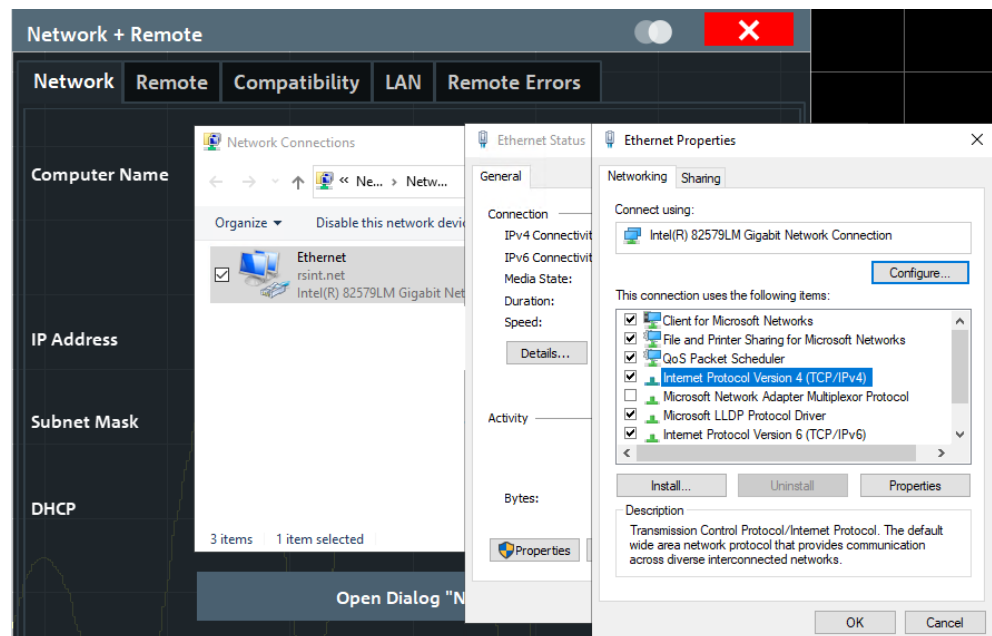 Network + Remote
Network Remote Compatibility LAN Remote Errors
Computer Name
IP Address
Subnet Mask
DHCP
Network Connections
« Ne... › Netw...
Organize Disable this network devi
Ethernet
rsint.net
Intel(R) 82579LM Gigabit Net
3 items 1 item selected
Open Dialog "N
Ethernet Status
General
Connection
IPv4 Connectivit
IPv6 Connectivit
Media State:
Duration:
Speed:
Details...
Activity
Bytes:
Properties
Ethernet Properties
Networking Sharing
Connect using:
Intel(R) 82579LM Gigabit Network Connection
Configure...
This connection uses the following items:
Client for Microsoft Networks
File and Printer Sharing for Microsoft Networks
QoS Packet Scheduler
Internet Protocol Version 4 (TCP/IPv4)
Microsoft Network Adapter Multiplexor Protocol
Microsoft LLDP Protocol Driver
Internet Protocol Version 6 (TCP/IPv6)
Install... Uninstall Properties
Description
Transmission Control Protocol/Internet Protocol. The default
wide area network protocol that provides communication
across diverse interconnected networks.
OK Cancel